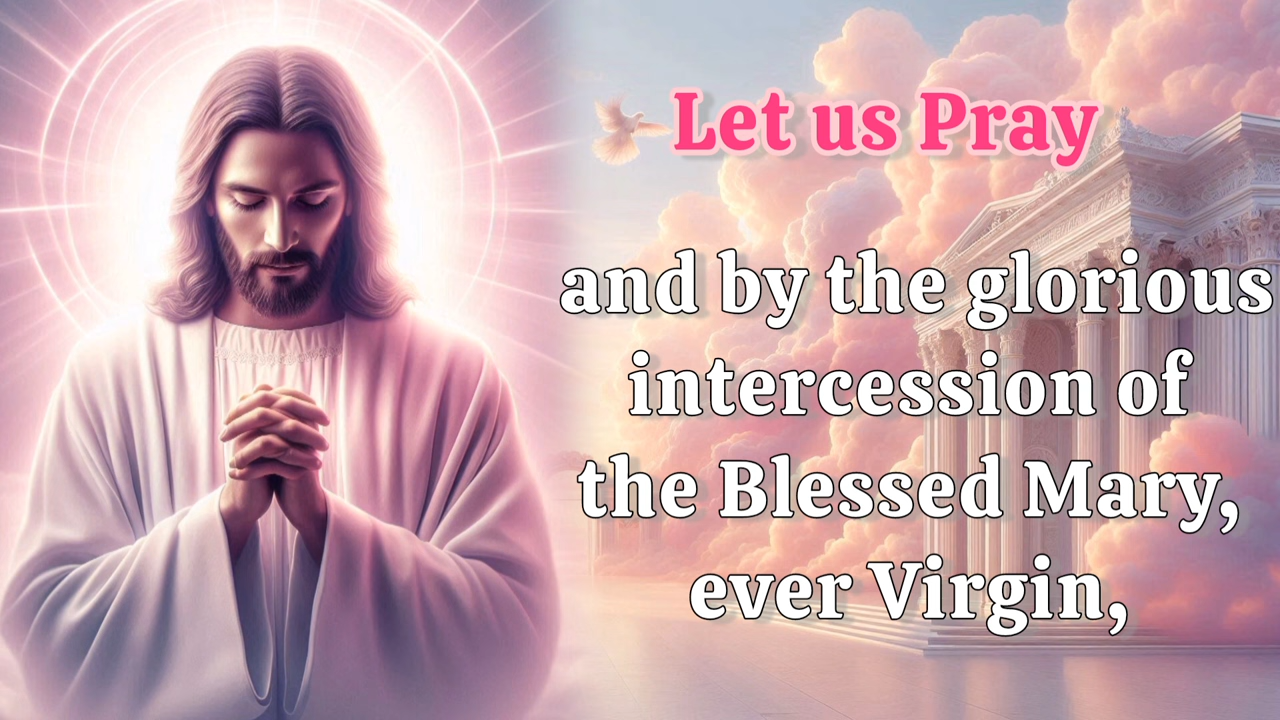 Let us Pray
and by the glorious
intercession of
the Blessed Mary,
ever Virgin,